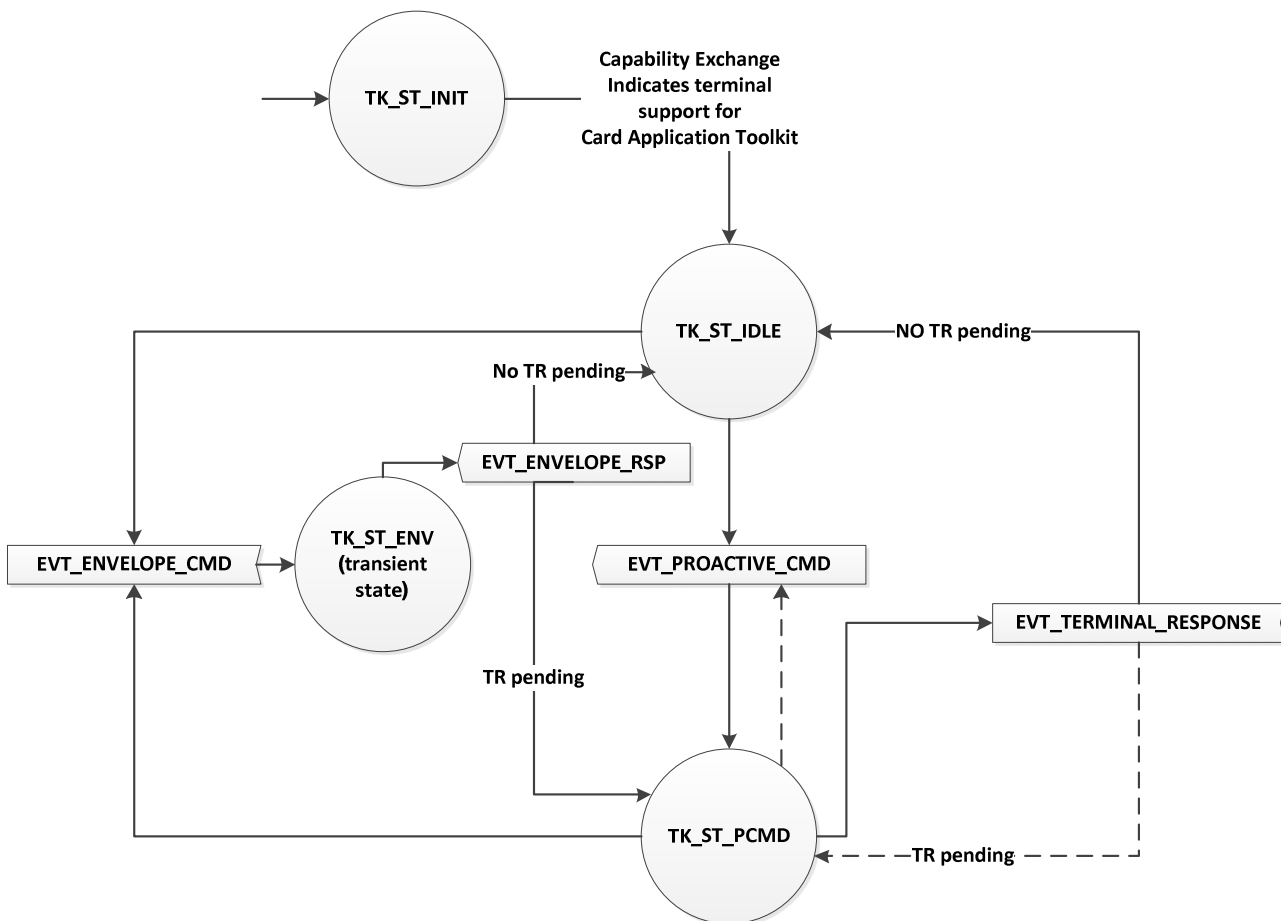 TK_ST_INIT
Capability Exchange
Indicates terminal
support for
Card Application Toolkit
TK_ST_IDLE
NO TR pending
No TR pending
EVT_ENVELOPE_RSP
TK_ST_ENV
(transient
state)
EVT_ENVELOPE_CMD
EVT_PROACTIVE_CMD
EVT_TERMINAL_RESPONSE
TR pending
TK_ST_PCMD
TR pending